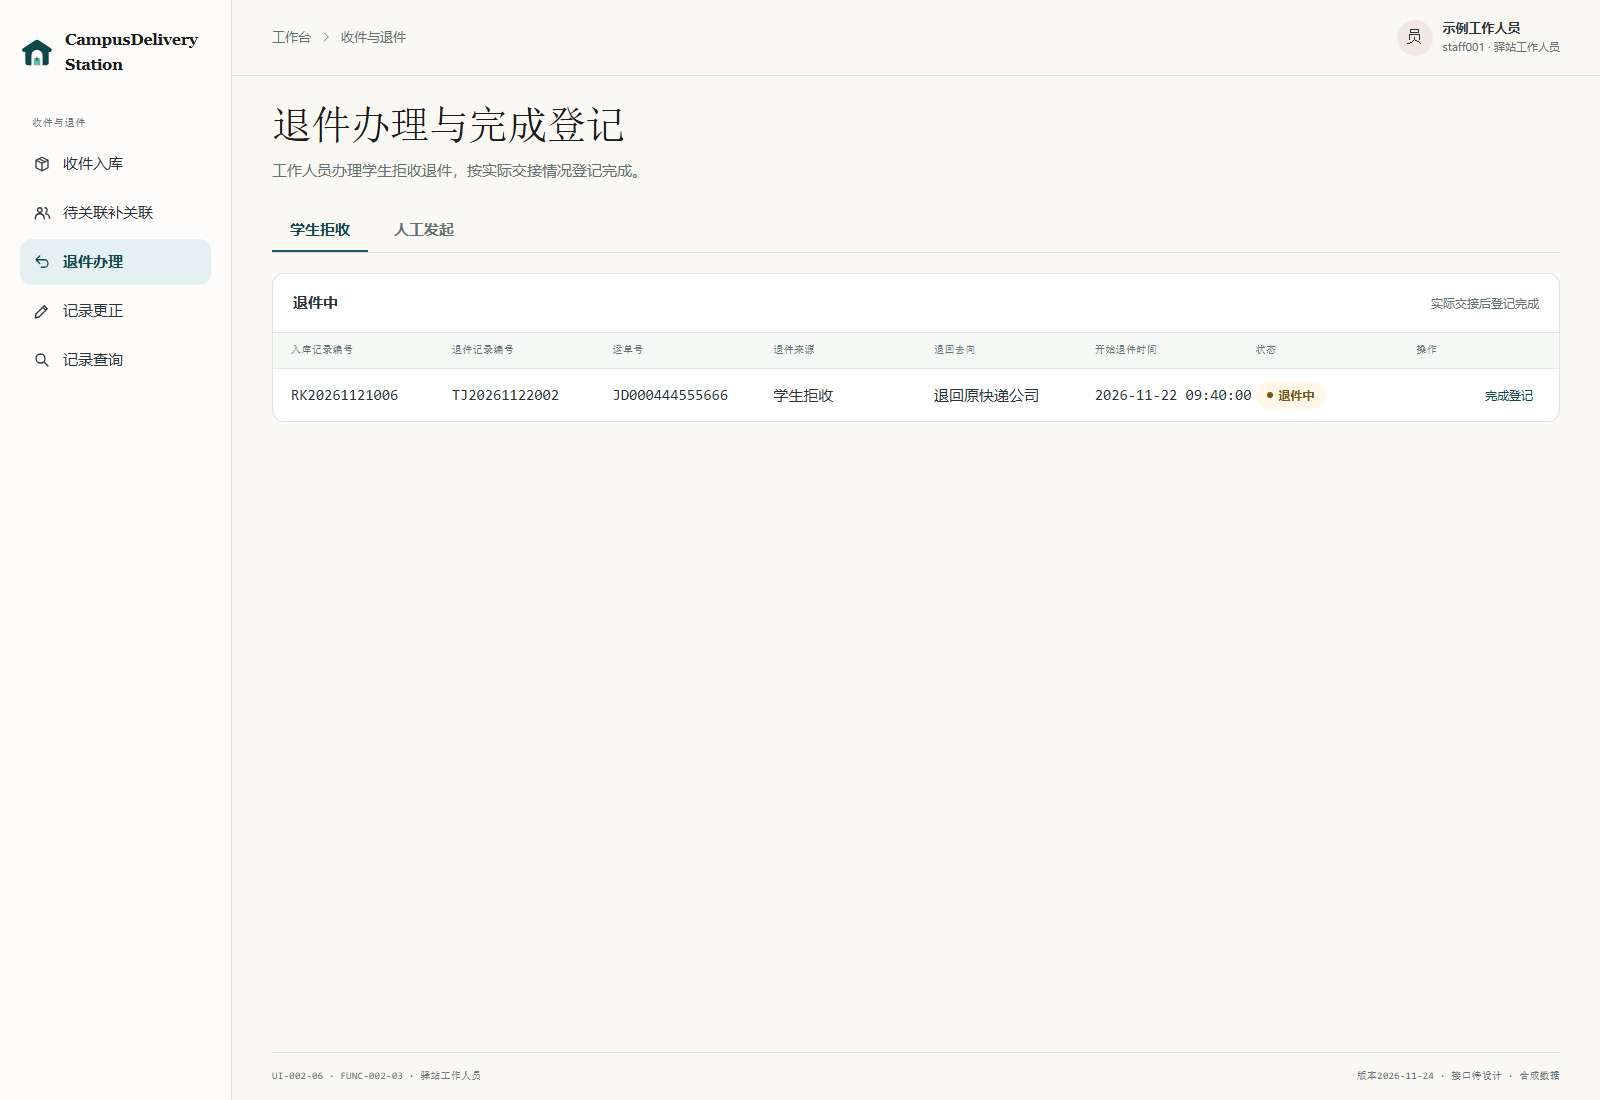 CampusDelivery
Station
收件与退件
收件入库
待关联补关联
退件办理
记录更正
记录查询
工作台 > 收件与退件
员
示例工作人员
staff001 · 驿站工作人员
退件办理与完成登记
工作人员办理学生拒收退件，按实际交接情况登记完成。
学生拒收 人工发起
退件中 实际交接后登记完成
入库记录编号 退件记录编号 运单号 退件来源 退回去向 开始退件时间 状态 操作
RK20261121006 TJ20261122002 JD000444555666 学生拒收 退回原快递公司 2026-11-22 09:40:00 退件中 完成登记
UI-002-06 · FUNC-002-03 · 驿站工作人员 版本2026-11-24 · 接口待设计 · 合成数据